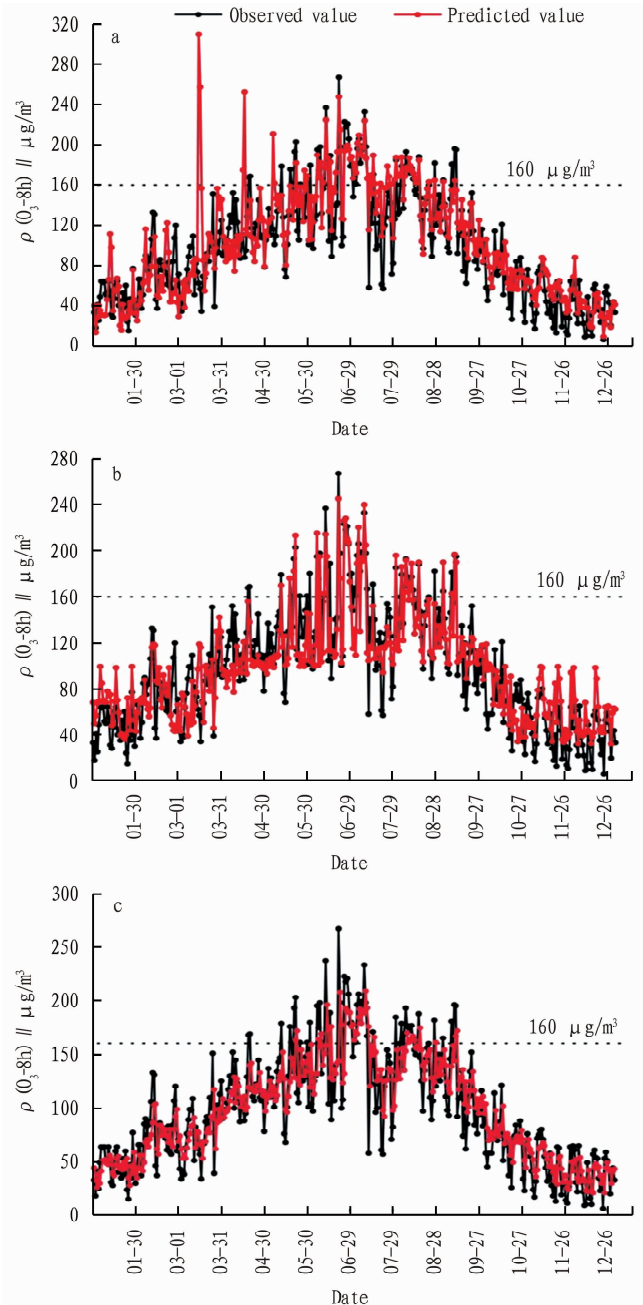 Observed value Predicted value
a
320
280
240
200
160
120
80
40
0
ρ (O₃-8h) ∥ μg/m³
160 μg/m³
01-30 03-01 03-31 04-30 05-30 06-29 07-29 08-28 09-27 10-27 11-26 12-26
Date
b
280
240
200
160
120
80
40
0
ρ (O₃-8h) ∥ μg/m³
160 μg/m³
01-30 03-01 03-31 04-30 05-30 06-29 07-29 08-28 09-27 10-27 11-26 12-26
Date
c
300
250
200
150
100
50
0
ρ (O₃-8h) ∥ μg/m³
160 μg/m³
01-30 03-01 03-31 04-30 05-30 06-29 07-29 08-28 09-27 10-27 11-26 12-26
Date